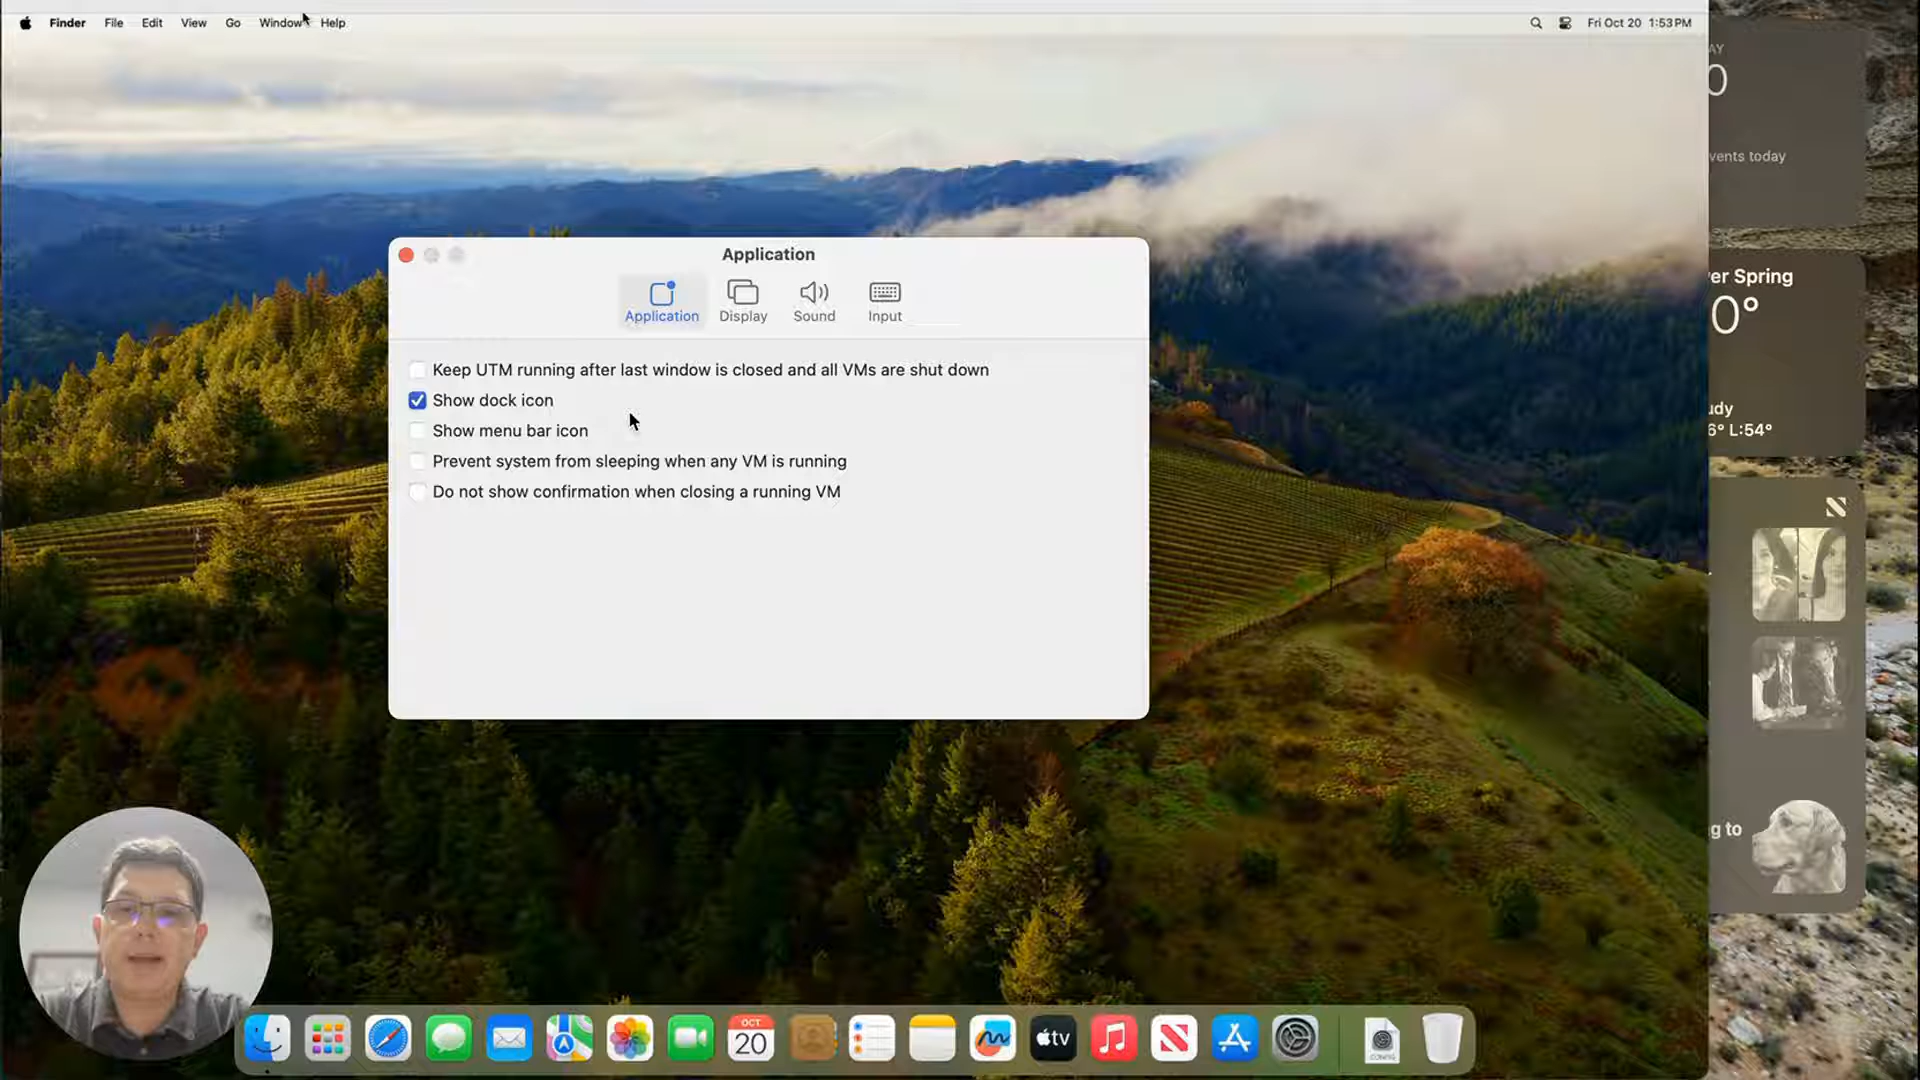 Finder File Edit View Go Window Help
Fri Oct 20 1:53 PM
AY
0
vents today
er Spring
0°
udy
6° L:54°
g to
Application
Application Display Sound Input
Keep UTM running after last window is closed and all VMs are shut down
Show dock icon
Show menu bar icon
Prevent system from sleeping when any VM is running
Do not show confirmation when closing a running VM
OCT
20
tv
CONFIG